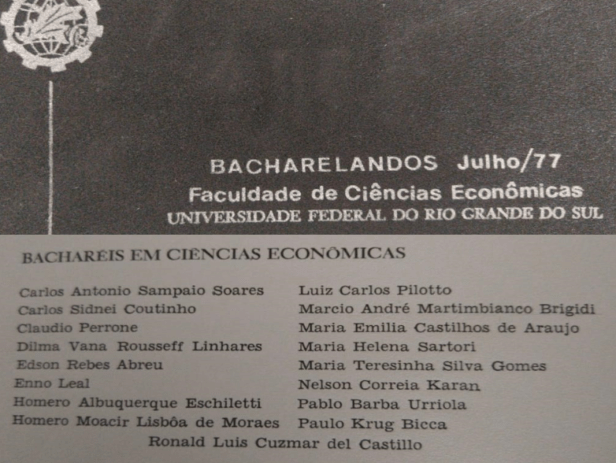 BACHARELANDOS Julho/77
Faculdade de Ciências Econômicas
UNIVERSIDADE FEDERAL DO RIO GRANDE DO SUL
BACHARÉIS EM CIÊNCIAS ECONÔMICAS
Carlos Antonio Sampaio Soares
Carlos Sidnei Coutinho
Claudio Perrone
Dilma Vana Rousseff Linhares
Edson Rebes Abreu
Enno Leal
Homero Albuquerque Eschiletti
Homero Moacir Lisbôa de Moraes
Luiz Carlos Pilotto
Marcio André Martimbianco Brigidi
Maria Emilia Castilhos de Araujo
Maria Helena Sartori
Maria Teresinha Silva Gomes
Nelson Correia Karan
Pablo Barba Urriola
Paulo Krug Bicca
Ronald Luis Cuzmar del Castillo